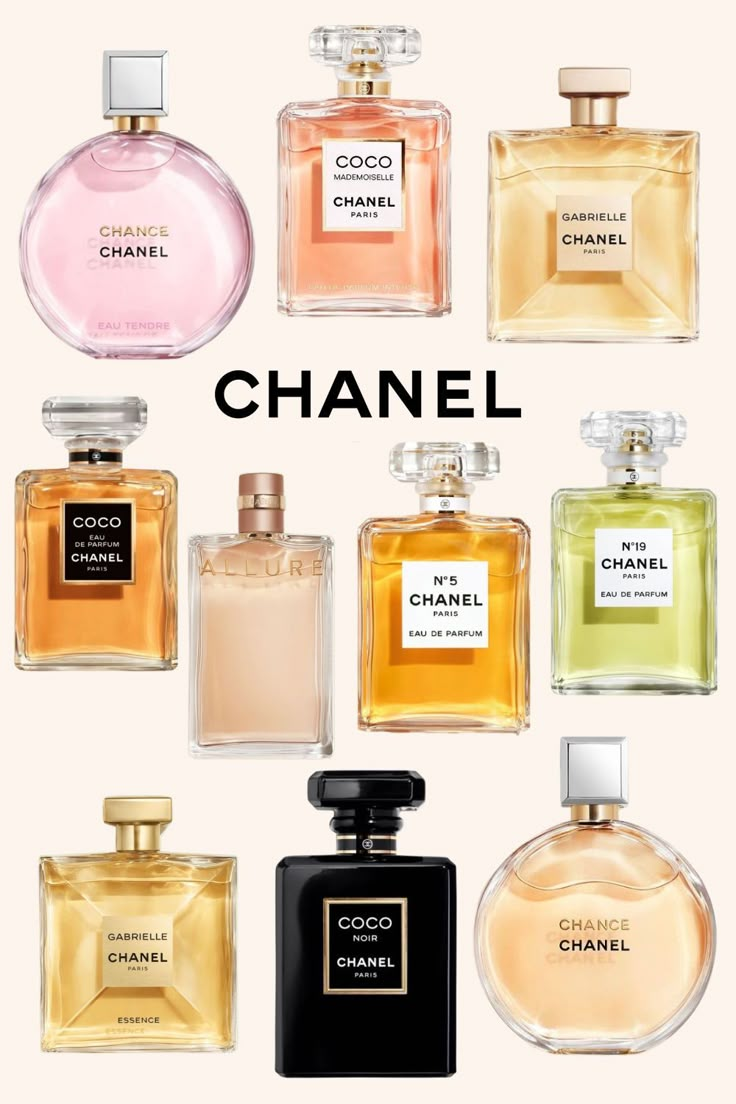 CHANCE
CHANEL
EAU TENDRE
COCO
MADEMOISELLE
CHANEL
PARIS
GABRIELLE
CHANEL
PARIS
CHANEL
COCO
EAU
DE PARFUM
CHANEL
PARIS
ALLURE
N°5
CHANEL
PARIS
EAU DE PARFUM
N°19
CHANEL
PARIS
EAU DE PARFUM
GABRIELLE
CHANEL
PARIS
ESSENCE
COCO
NOIR
CHANEL
PARIS
CHANCE
CHANEL